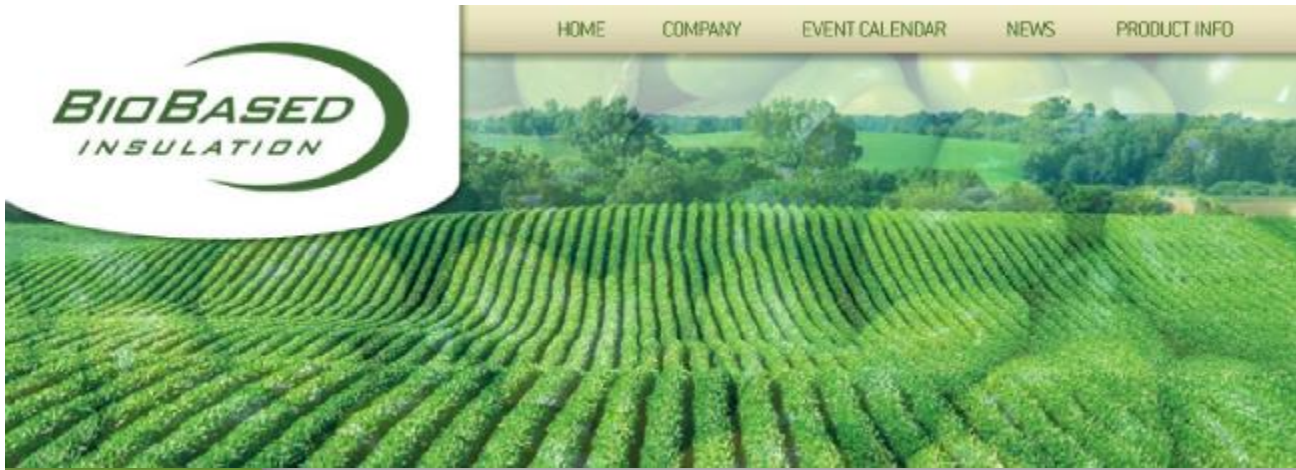 BIOBASED
INSULATION
HOME COMPANY EVENT CALENDAR NEWS PRODUCT INFO